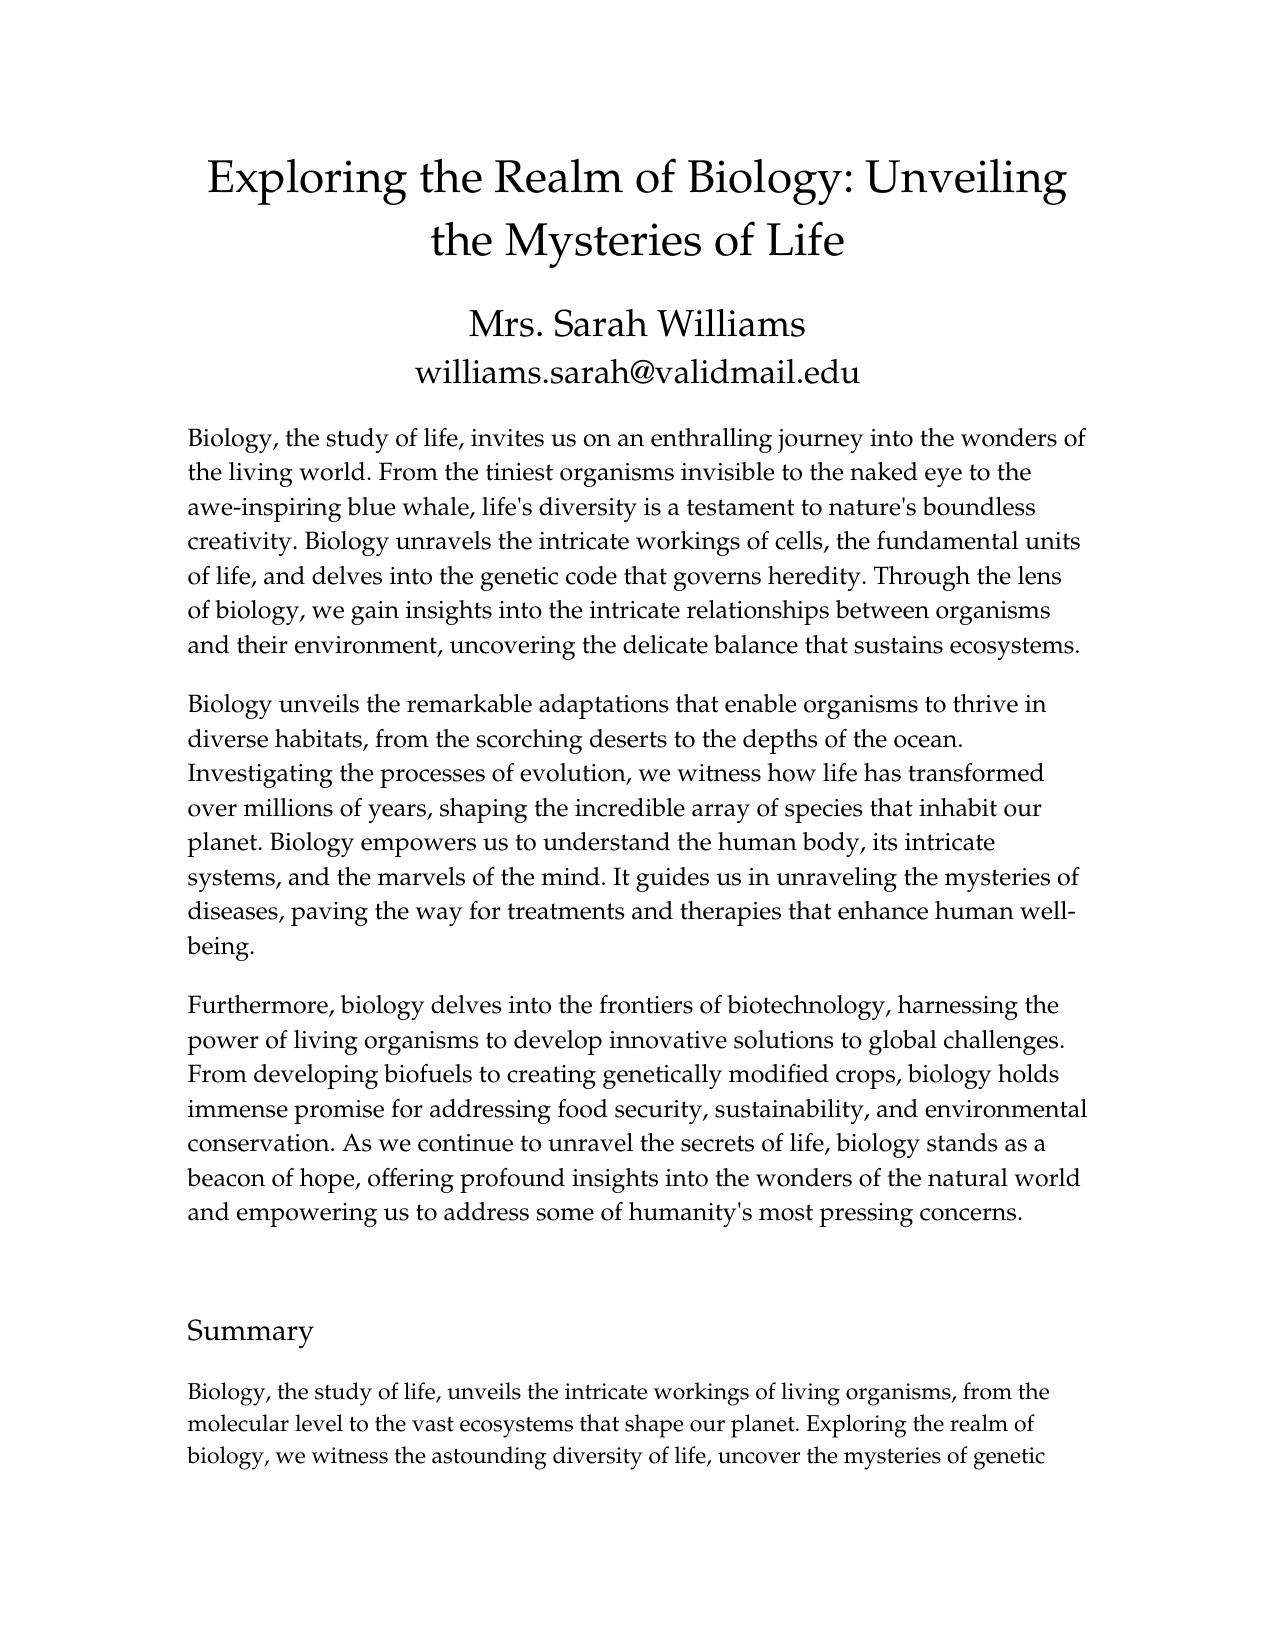 Exploring the Realm of Biology: Unveiling
the Mysteries of Life
Mrs. Sarah Williams
williams.sarah@validmail.edu
Biology, the study of life, invites us on an enthralling journey into the wonders of
the living world. From the tiniest organisms invisible to the naked eye to the
awe-inspiring blue whale, life's diversity is a testament to nature's boundless
creativity. Biology unravels the intricate workings of cells, the fundamental units
of life, and delves into the genetic code that governs heredity. Through the lens
of biology, we gain insights into the intricate relationships between organisms
and their environment, uncovering the delicate balance that sustains ecosystems.
Biology unveils the remarkable adaptations that enable organisms to thrive in
diverse habitats, from the scorching deserts to the depths of the ocean.
Investigating the processes of evolution, we witness how life has transformed
over millions of years, shaping the incredible array of species that inhabit our
planet. Biology empowers us to understand the human body, its intricate
systems, and the marvels of the mind. It guides us in unraveling the mysteries of
diseases, paving the way for treatments and therapies that enhance human well-
being.
Furthermore, biology delves into the frontiers of biotechnology, harnessing the
power of living organisms to develop innovative solutions to global challenges.
From developing biofuels to creating genetically modified crops, biology holds
immense promise for addressing food security, sustainability, and environmental
conservation. As we continue to unravel the secrets of life, biology stands as a
beacon of hope, offering profound insights into the wonders of the natural world
and empowering us to address some of humanity's most pressing concerns.
Summary
Biology, the study of life, unveils the intricate workings of living organisms, from the
molecular level to the vast ecosystems that shape our planet. Exploring the realm of
biology, we witness the astounding diversity of life, uncover the mysteries of genetic